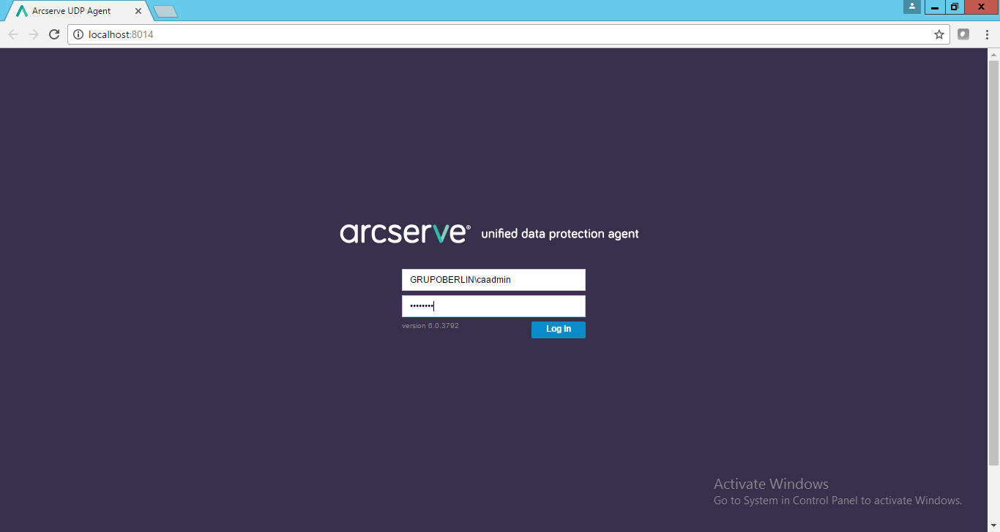 Arcserve UDP Agent
localhost:8014
arcserve® unified data protection agent
GRUPOBERLIN\caadmin
••••••••
version 6.0.3792
Log In
Activate Windows
Go to System in Control Panel to activate Windows.